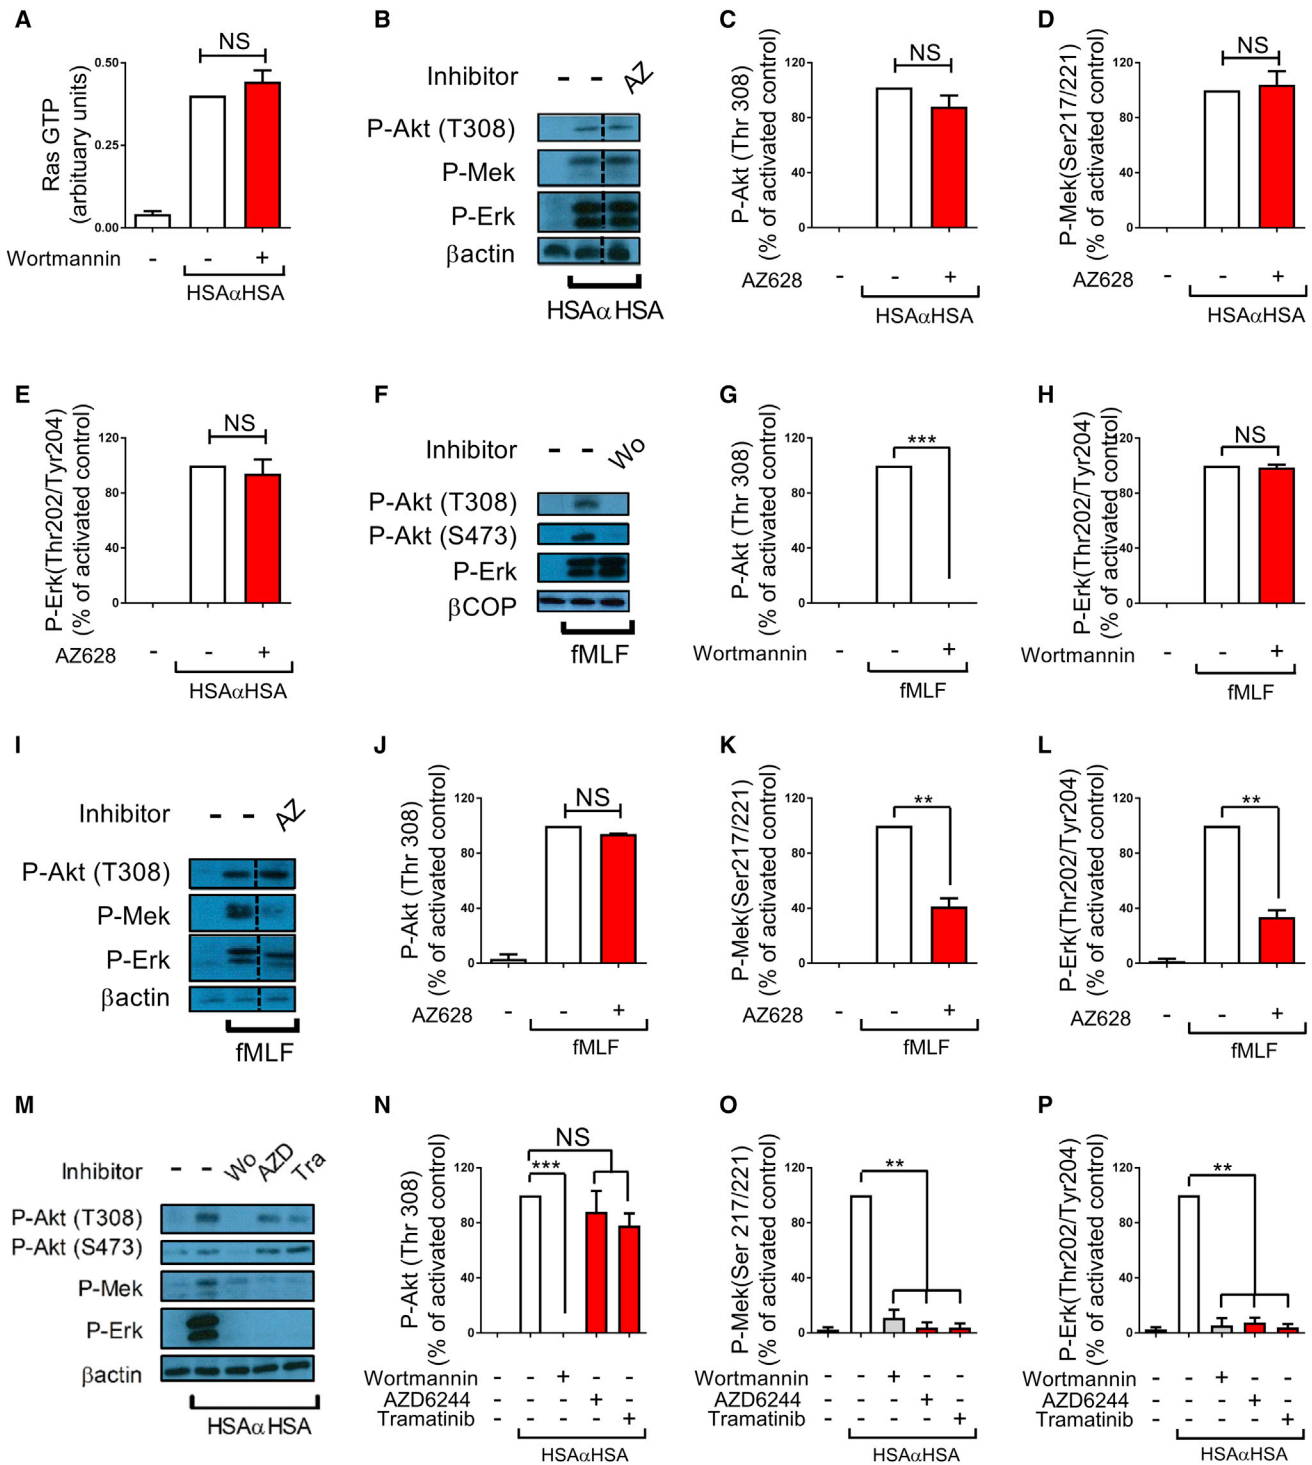 A
NS
Ras GTP
(arbituary units)
0.50
0.25
0.00
Wortmannin - - +
HSAαHSA
B
Inhibitor - - AZ
P-Akt (T308)
P-Mek
P-Erk
βactin
HSAα HSA
C
NS
P-Akt (Thr 308)
(% of activated control)
120
80
40
0
AZ628 - - +
HSAαHSA
D
NS
P-Mek(Ser217/221)
(% of activated control)
120
80
40
0
AZ628 - - +
HSAαHSA
E
NS
P-Erk(Thr202/Tyr204)
(% of activated control)
120
80
40
0
AZ628 - - +
HSAαHSA
F
Inhibitor - - Wo
P-Akt (T308)
P-Akt (S473)
P-Erk
βCOP
fMLF
G
***
P-Akt (Thr 308)
(% of activated control)
120
80
40
0
Wortmannin - - +
fMLF
H
NS
P-Erk(Thr202/Tyr204)
(% of activated control)
120
80
40
0
Wortmannin - - +
fMLF
I
Inhibitor - - AZ
P-Akt (T308)
P-Mek
P-Erk
βactin
fMLF
J
NS
P-Akt (Thr 308)
(% of activated control)
120
80
40
0
AZ628 - - +
fMLF
K
**
P-Mek(Ser217/221)
(% of activated control)
120
80
40
0
AZ628 - - +
fMLF
L
**
P-Erk(Thr202/Tyr204)
(% of activated control)
120
80
40
0
AZ628 - - +
fMLF
M
Inhibitor - - Wo AZD Tra
P-Akt (T308)
P-Akt (S473)
P-Mek
P-Erk
βactin
HSAα HSA
N
NS
***
P-Akt (Thr 308)
(% of activated control)
120
80
40
0
Wortmannin - - + - -
AZD6244 - - - + -
Tramatinib - - - - +
HSAαHSA
O
**
P-Mek(Ser 217/221)
(% of activated control)
120
80
40
0
Wortmannin - - + - -
AZD6244 - - - + -
Tramatinib - - - - +
HSAαHSA
P
**
P-Erk(Thr202/Tyr204)
(% of activated control)
120
80
40
0
Wortmannin - - + - -
AZD6244 - - - + -
Tramatinib - - - - +
HSAαHSA